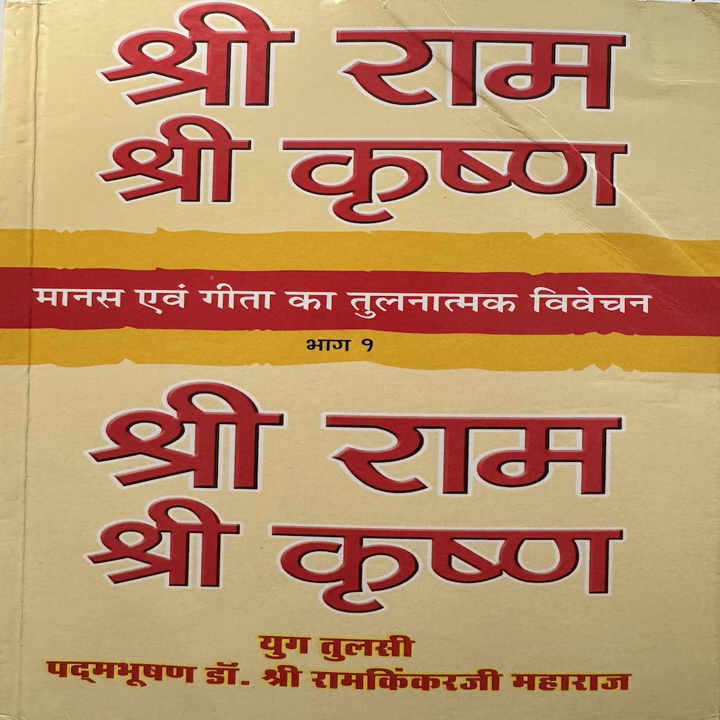 श्री राम
श्री कृष्ण
मानस एवं गीता का तुलनात्मक विवेचन
भाग १
श्री राम
श्री कृष्ण
युग तुलसी
पद्मभूषण डॉ. श्री रामकिंकरजी महाराज